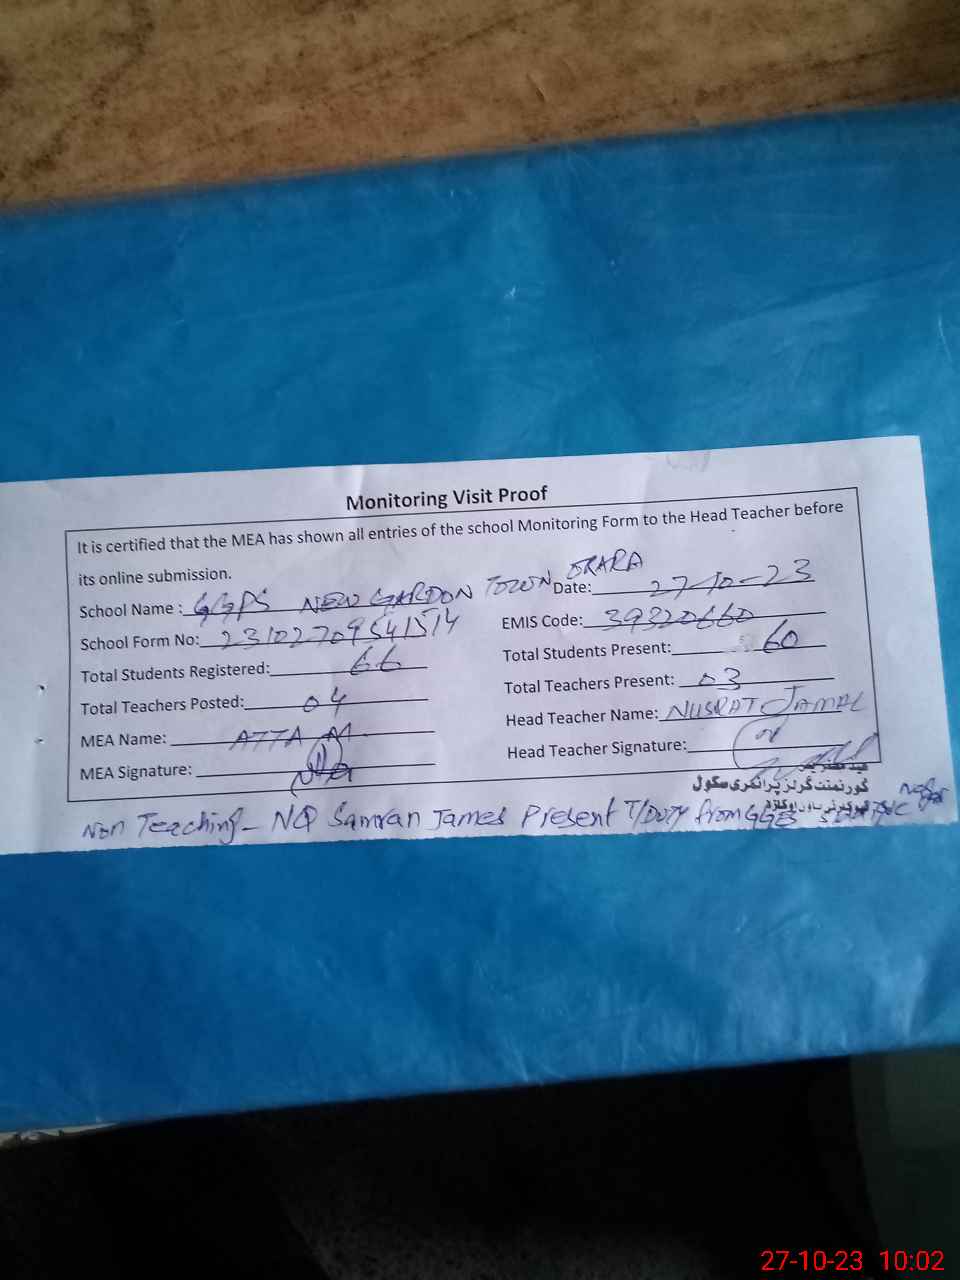 Monitoring Visit Proof
It is certified that the MEA has shown all entries of the school Monitoring Form to the Head Teacher before
its online submission.
School Name : GGPS NEW GARDON TOWN OKARA Date: 27-10-23
School Form No: 23102709541514 EMIS Code: 39320660
Total Students Registered: 66 Total Students Present: 60
Total Teachers Posted: 04 Total Teachers Present: 03
MEA Name: ATTA M Head Teacher Name: NUSRAT JAMAL
MEA Signature: Head Teacher Signature:
گورنمنٹ گرلز پرائمری سکول
Non Teaching - NQ Samran James Present T/Duty from
27-10-23 10:02